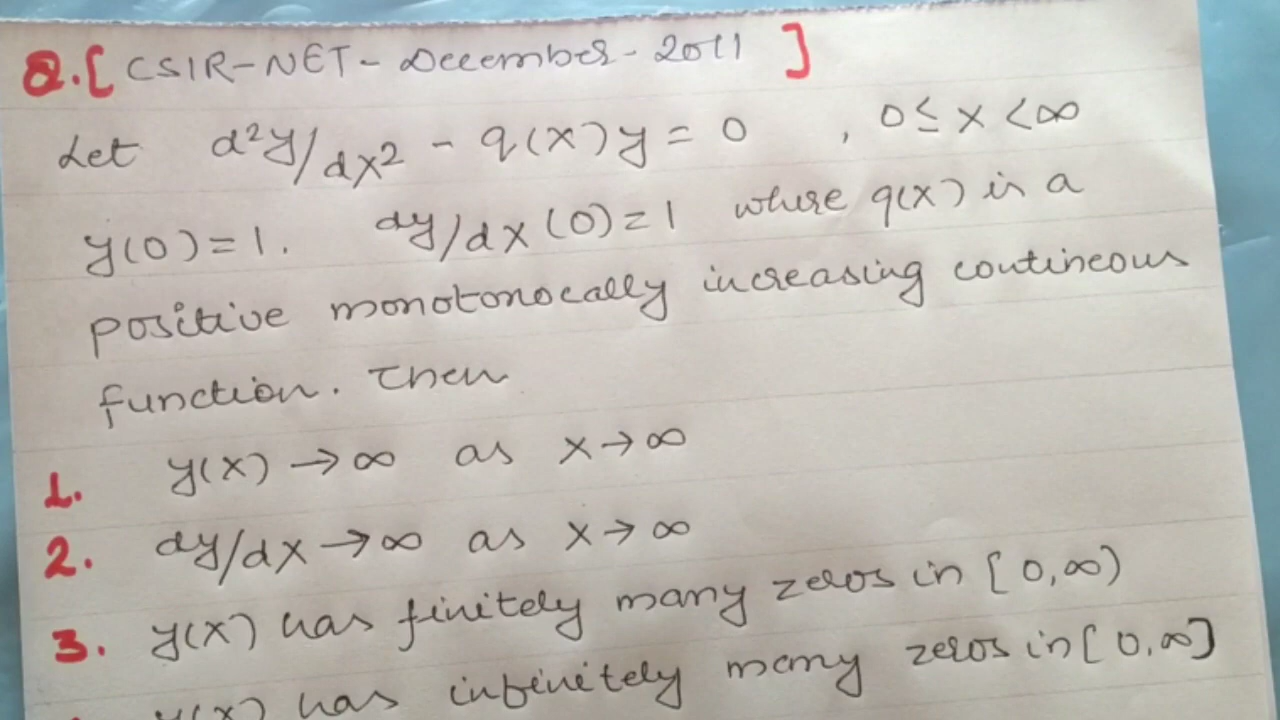 Q. [ CSIR-NET- December - 2011 ]
Let d²y/dx² - q(x)y = 0 , 0 ≤ x < ∞
y(0) = 1. dy/dx (0) = 1 where q(x) is a
positive monotonocally increasing coutineous
function. Then
1. y(x) → ∞ as x → ∞
2. dy/dx → ∞ as x → ∞
3. y(x) has finitely many zeros in [0,∞)
y(x) has infinitely many zeros in [0,∞]